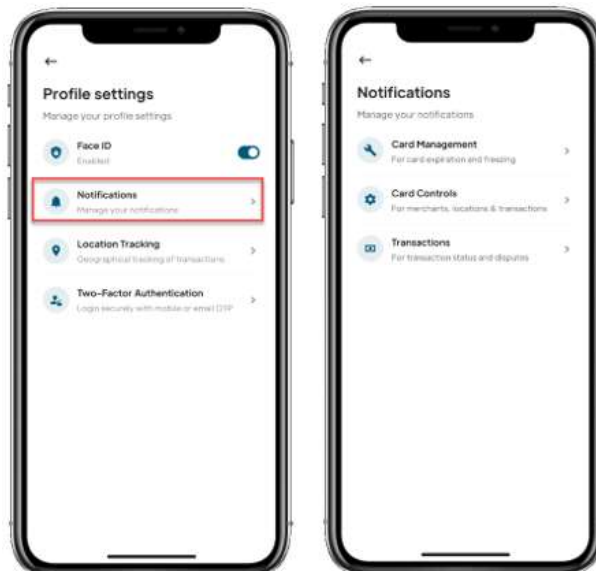 Profile settings
Manage your profile settings
Face ID
Enabled
Notifications
Manage your notifications
Location Tracking
Geographical tracking of transactions
Two-Factor Authentication
Login securely with mobile or email OTP
Notifications
Manage your notifications
Card Management
For card expiration and freezing
Card Controls
For merchants, locations & transactions
Transactions
For transaction status and disputes